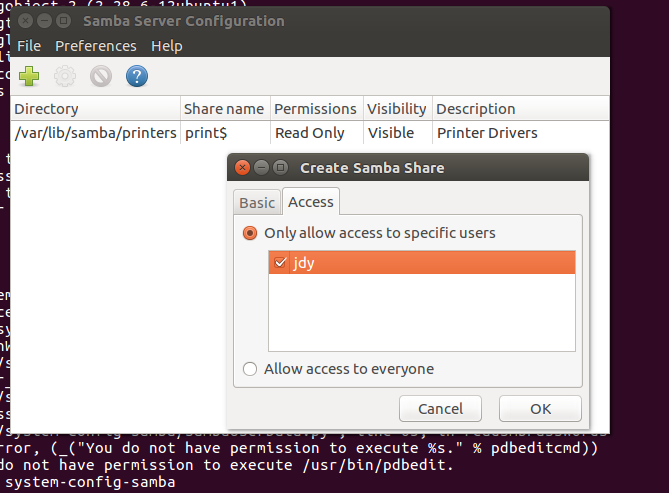 gobject-2 (2.28.6-12ubuntu1)
Samba Server Configuration
File Preferences Help
Directory Share name Permissions Visibility Description
/var/lib/samba/printers print$ Read Only Visible Printer Drivers
Create Samba Share
Basic Access
Only allow access to specific users
jdy
Allow access to everyone
Cancel OK
rror, (_("You do not have permission to execute %s." % pdbeditcmd))
do not have permission to execute /usr/bin/pdbedit.
system-config-samba